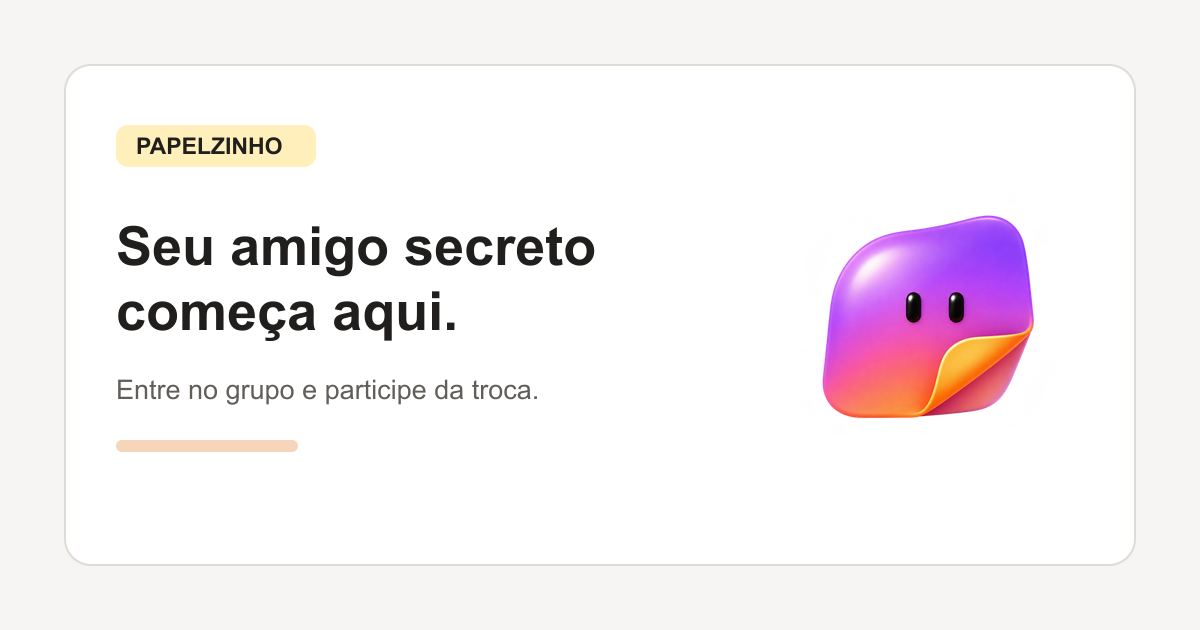 PAPELZINHO
Seu amigo secreto
começa aqui.
Entre no grupo e participe da troca.